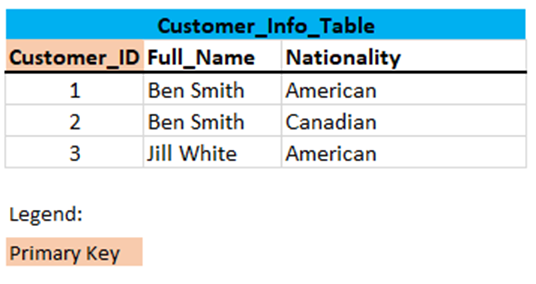 Customer_Info_Table
Customer_ID Full_Name Nationality
1 Ben Smith American
2 Ben Smith Canadian
3 Jill White American
Legend:
Primary Key